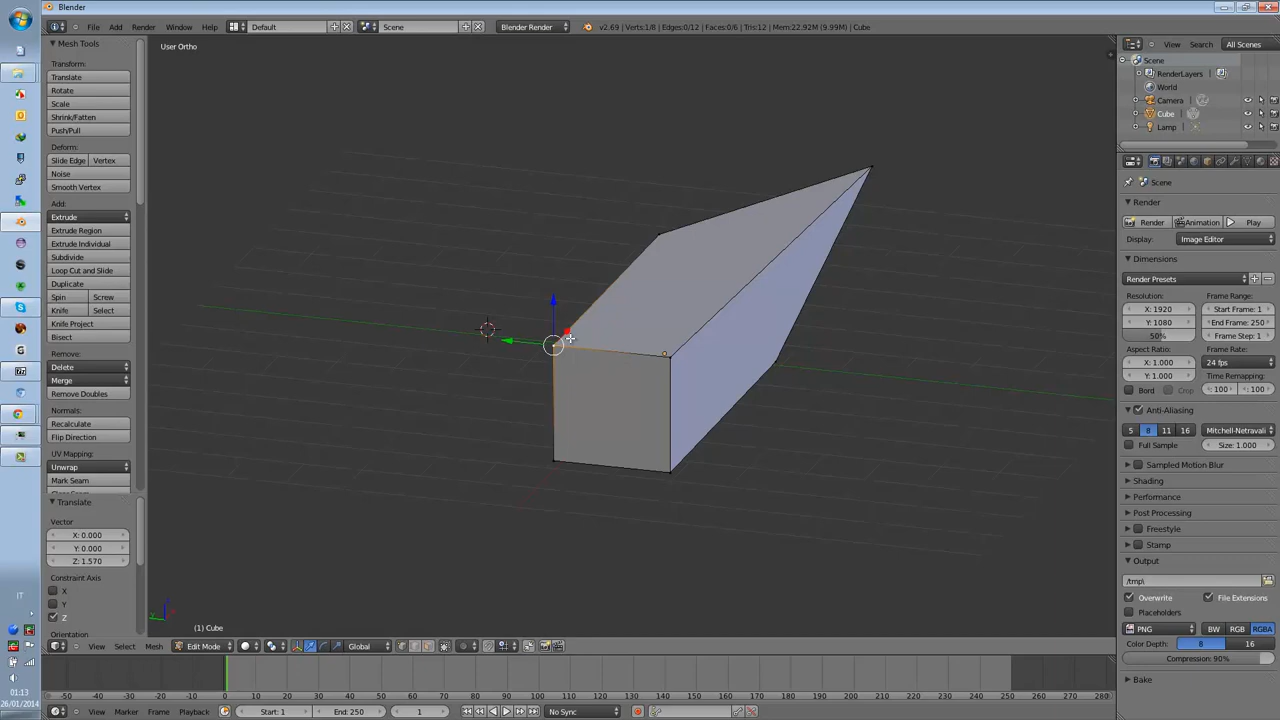 Blender
File Add Render Window Help Default Scene Blender Render v2.69 | Verts:1/8 | Edges:0/12 | Faces:0/6 | Tris:12 | Mem:22.92M (9.99M) | Cube
User Ortho
Mesh Tools
Transform:
Translate
Rotate
Scale
Shrink/Fatten
Push/Pull
Deform:
Slide Edge Vertex
Noise
Smooth Vertex
Add:
Extrude
Extrude Region
Extrude Individual
Subdivide
Loop Cut and Slide
Duplicate
Spin Screw
Knife Select
Knife Project
Bisect
Remove:
Delete
Merge
Remove Doubles
Normals:
Recalculate
Flip Direction
UV Mapping:
Unwrap
Mark Seam
Translate
Vector
X: 0.000
Y: 0.000
Z: 1.570
Constraint Axis
X
Y
Z
Orientation
(1) Cube
View Select Mesh Edit Mode Global
-50 -40 -30 -20 -10 0 10 20 30 40 50 60 70 80 90 100 110 120 130 140 150 160 170 180 190 200 210 220 230 240 250 260 270 280
View Marker Frame Playback Start: 1 End: 250 1 No Sync
View Search All Scenes
Scene
RenderLayers
World
Camera
Cube
Lamp
Scene
Render
Render Animation Play
Display: Image Editor
Dimensions
Render Presets
Resolution: Frame Range:
X: 1920 Start Frame: 1
Y: 1080 End Frame: 250
50% Frame Step: 1
Aspect Ratio: Frame Rate:
X: 1.000 24 fps
Y: 1.000 Time Remapping:
Bord Crop : 100 : 100
Anti-Aliasing
5 8 11 16 Mitchell-Netravali
Full Sample Size: 1.000
Sampled Motion Blur
Shading
Performance
Post Processing
Freestyle
Stamp
Output
/tmp\
Overwrite File Extensions
Placeholders
PNG BW RGB RGBA
Color Depth: 8 16
Compression: 90%
Bake
IT
01:13
26/01/2014